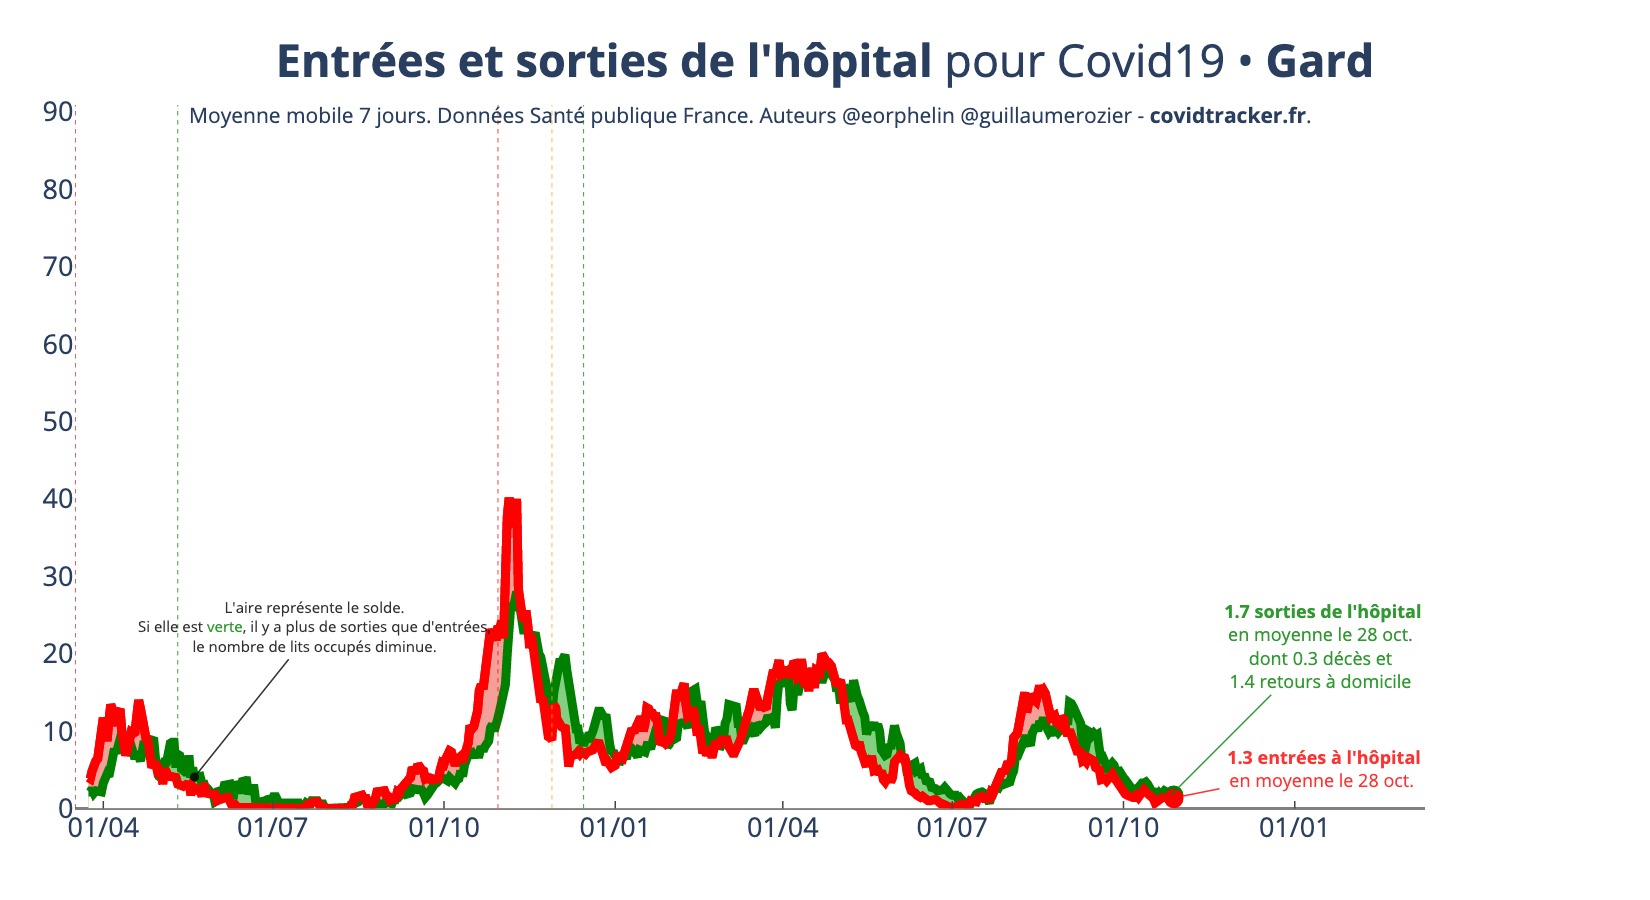 Entrées et sorties de l'hôpital pour Covid19 • Gard
Moyenne mobile 7 jours. Données Santé publique France. Auteurs @eorphelin @guillaumerozier - covidtracker.fr.
90
80
70
60
50
40
30
20
10
0
L'aire représente le solde.
Si elle est verte, il y a plus de sorties que d'entrées,
le nombre de lits occupés diminue.
1.7 sorties de l'hôpital
en moyenne le 28 oct.
dont 0.3 décès et
1.4 retours à domicile
1.3 entrées à l'hôpital
en moyenne le 28 oct.
01/04 01/07 01/10 01/01 01/04 01/07 01/10 01/01